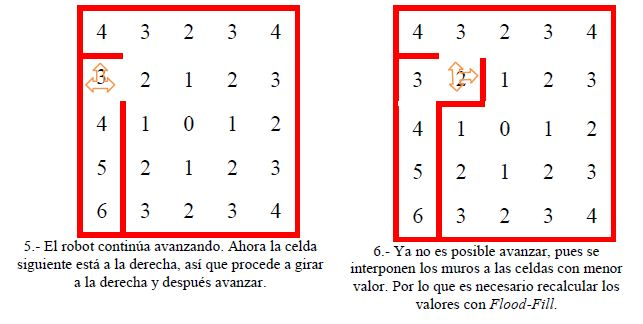 4 3 2 3 4
3 2 1 2 3
4 1 0 1 2
5 2 1 2 3
6 3 2 3 4
5.- El robot continúa avanzando. Ahora la celda
siguiente está a la derecha, así que procede a girar
a la derecha y después avanzar.
4 3 2 3 4
3 2 1 2 3
4 1 0 1 2
5 2 1 2 3
6 3 2 3 4
6.- Ya no es posible avanzar, pues se
interponen los muros a las celdas con menor
valor. Por lo que es necesario recalcular los
valores con Flood-Fill.